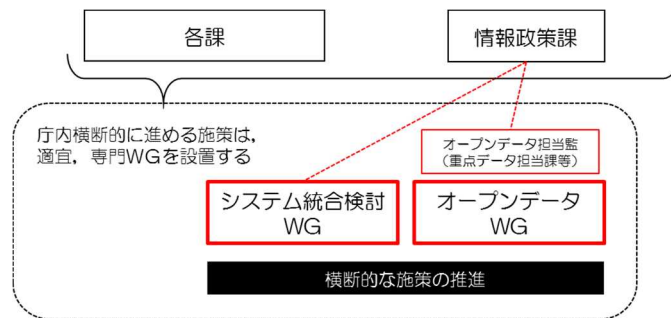 各課
情報政策課
庁内横断的に進める施策は,
適宜,専門WGを設置する
オープンデータ担当監
(重点データ担当課等)
システム統合検討
WG
オープンデータ
WG
横断的な施策の推進